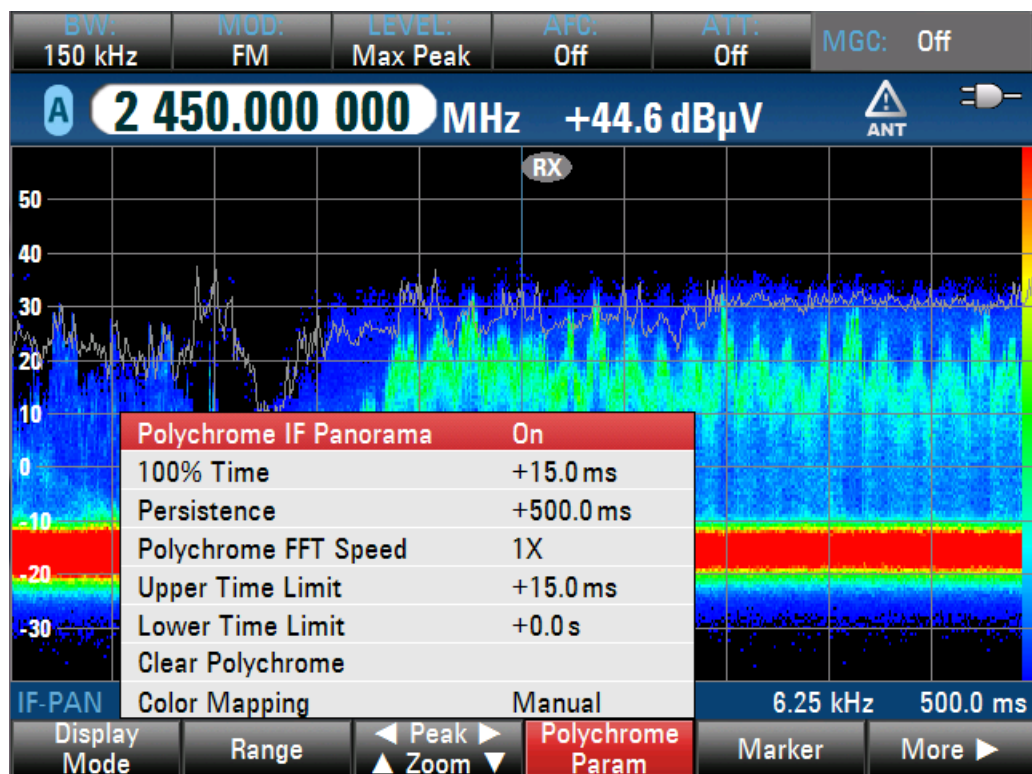 BW: MOD: LEVEL: AFC: ATT: MGC: Off
150 kHz FM Max Peak Off Off
A 2 450.000 000 MHz +44.6 dBµV ANT
RX
50
40
30
20
10
0
-10
-20
-30
Polychrome IF Panorama On
100% Time +15.0 ms
Persistence +500.0 ms
Polychrome FFT Speed 1X
Upper Time Limit +15.0 ms
Lower Time Limit +0.0 s
Clear Polychrome
Color Mapping Manual
IF-PAN 6.25 kHz 500.0 ms
Display Mode
Range
◄ Peak ►
▲ Zoom ▼
Polychrome Param
Marker
More ►